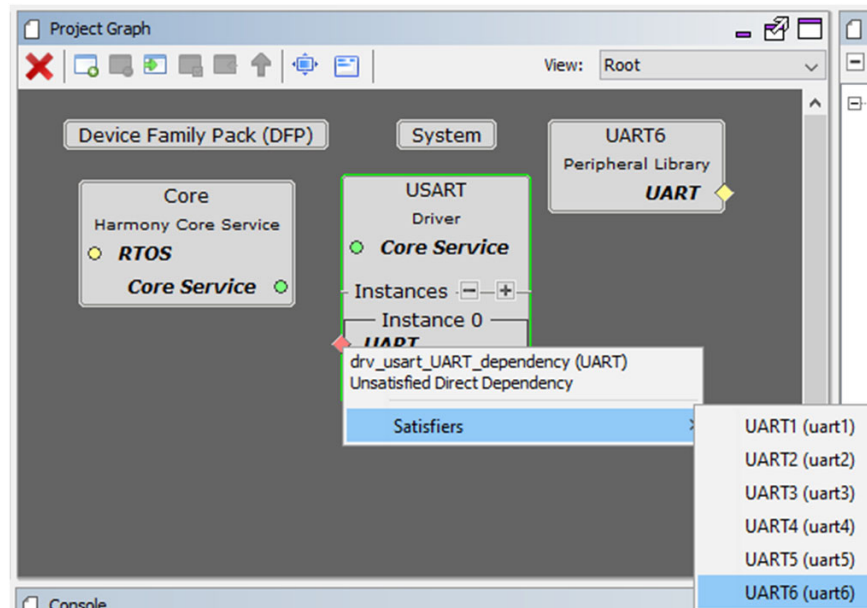 Project Graph
View: Root
Device Family Pack (DFP)
System
UART6
Peripheral Library
UART
Core
Harmony Core Service
RTOS
Core Service
USART
Driver
Core Service
Instances
Instance 0
UART
drv_usart_UART_dependency (UART)
Unsatisfied Direct Dependency
Satisfiers
UART1 (uart1)
UART2 (uart2)
UART3 (uart3)
UART4 (uart4)
UART5 (uart5)
UART6 (uart6)
Console